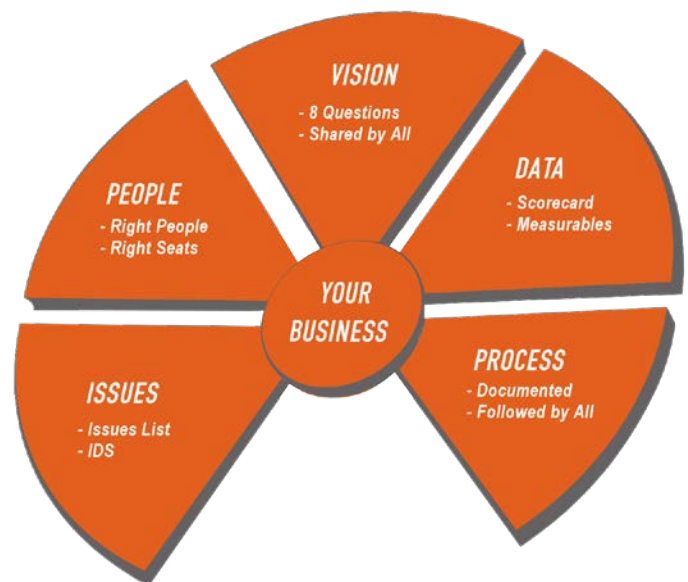 VISION
- 8 Questions
- Shared by All
PEOPLE
- Right People
- Right Seats
DATA
- Scorecard
- Measurables
YOUR
BUSINESS
ISSUES
- Issues List
- IDS
PROCESS
- Documented
- Followed by All